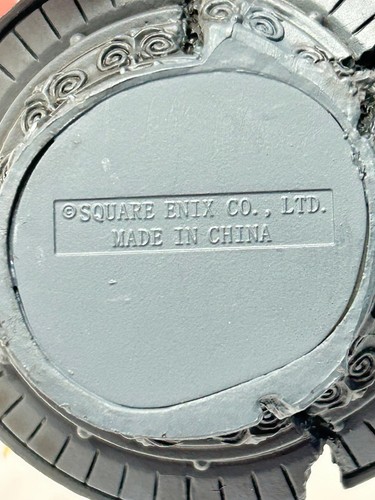 ©SQUARE ENIX CO., LTD.
MADE IN CHINA